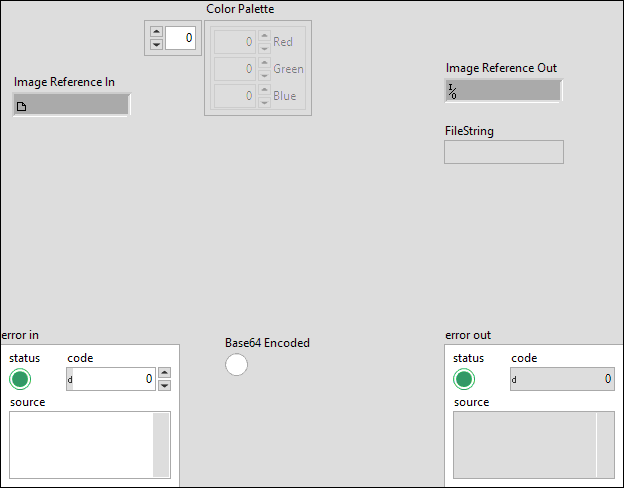 Color Palette
0
0 Red
0 Green
0 Blue
Image Reference In
Image Reference Out
I/O
FileString
error in
status code
d 0
source
Base64 Encoded
error out
status code
d 0
source